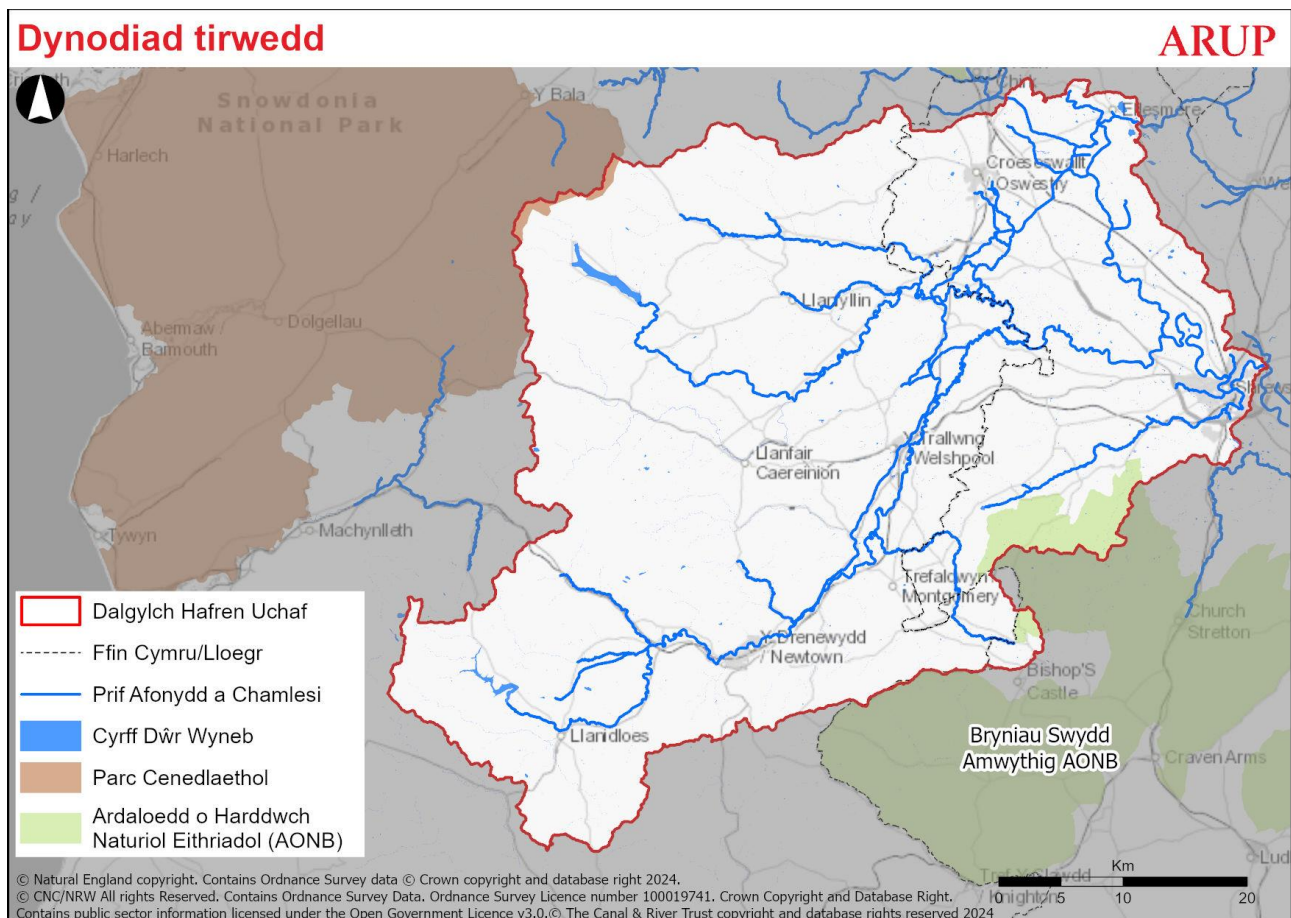 Dynodiad tirwedd
ARUP
Snowdonia
National Park
Y Bala
Harlech
Ellesmere
Croesoswallt
Oswestry
Llanfyllin
Abermaw /
Barmouth
Dolgellau
Llanfair
Caereinion
Y Trallwng
Welshpool
Tywyn
Machynlleth
Trefaldwyn
Montgomery
Church
Stretton
Y Drenewydd
/ Newtown
Bishop'S
Castle
Llanidloes
Bryniau Swydd
Amwythig AONB
Craven Arms
Knighton
Dalgylch Hafren Uchaf
Ffin Cymru/Lloegr
Prif Afonydd a Chamlesi
Cyrff Dŵr Wyneb
Parc Cenedlaethol
Ardaloedd o Harddwch
Naturiol Eithriadol (AONB)
Km
0 5 10 20
© Natural England copyright. Contains Ordnance Survey data © Crown copyright and database right 2024.
© CNC/NRW All rights Reserved. Contains Ordnance Survey Data. Ordnance Survey Licence number 100019741. Crown Copyright and Database Right.
Contains public sector information licensed under the Open Government Licence v3.0.© The Canal & River Trust copyright and database rights reserved 2024